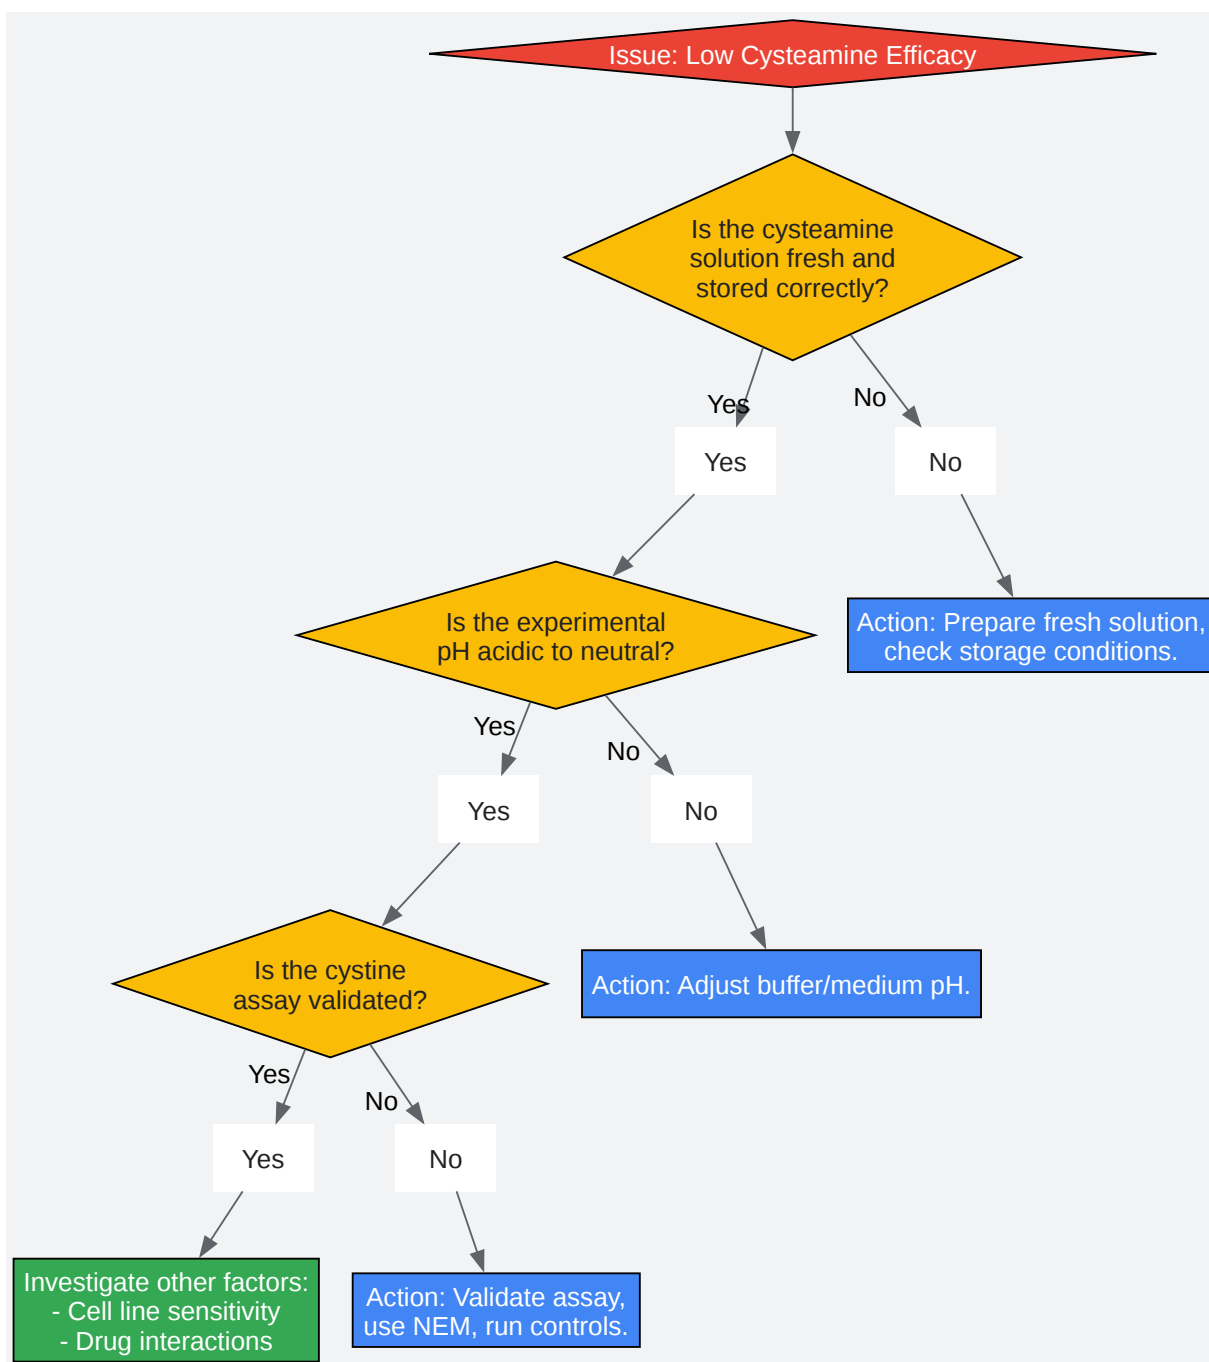 Issue: Low Cysteamine Efficacy
Is the cysteamine
solution fresh and
stored correctly?
Yes
No
Yes
No
Is the experimental
pH acidic to neutral?
Action: Prepare fresh solution,
check storage conditions.
Yes
No
Yes
No
Is the cystine
assay validated?
Action: Adjust buffer/medium pH.
Yes
No
Yes
No
Investigate other factors:
- Cell line sensitivity
- Drug interactions
Action: Validate assay,
use NEM, run controls.